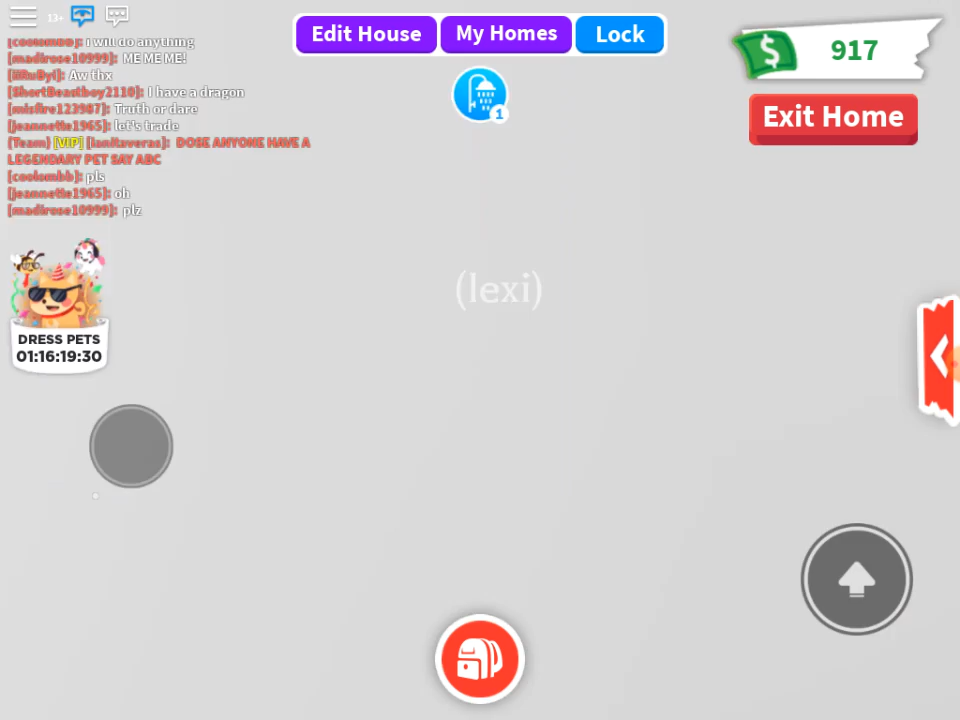 13+
Edit House
My Homes
Lock
917
Exit Home
1
[coolombb]: i will do anything
[madirose10999]: ME ME ME!
Aw thx
[ShortBeastboy2110]: I have a dragon
[misfire123987]: Truth or dare
[jeannette1965]: let's trade
(Team) [VIP] [ianitaveras]: DOSE ANYONE HAVE A
LEGENDARY PET SAY ABC
[coolombb]: pls
[jeannette1965]: oh
[madirose10999]: plz
(lexi)
DRESS PETS
01:16:19:30